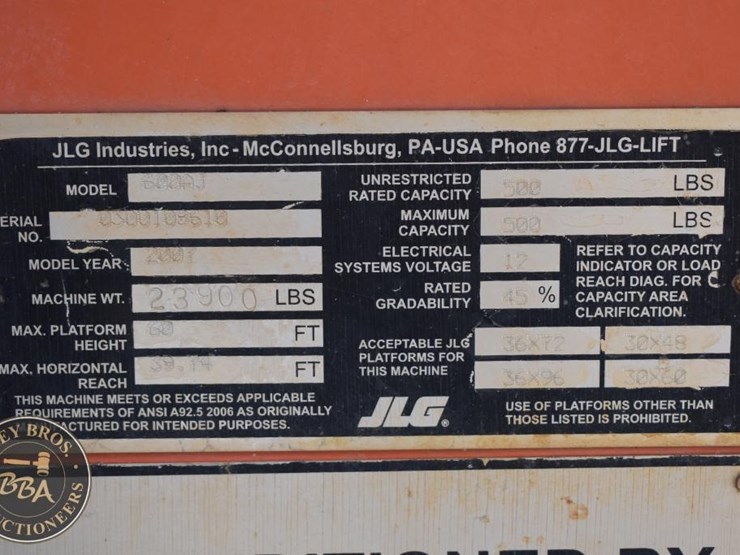 JLG Industries, Inc - McConnellsburg, PA-USA Phone 877-JLG-LIFT
MODEL 600AJ
ERIAL NO. 0300109610
MODEL YEAR
MACHINE WT. 23900 LBS
MAX. PLATFORM HEIGHT 60 FT
MAX. HORIZONTAL REACH FT
THIS MACHINE MEETS OR EXCEEDS APPLICABLE
REQUIREMENTS OF ANSI A92.5 2006 AS ORIGINALLY
ACTURED FOR INTENDED PURPOSES.
UNRESTRICTED RATED CAPACITY 500 LBS
MAXIMUM CAPACITY 500 LBS
ELECTRICAL SYSTEMS VOLTAGE 12
RATED GRADABILITY 45 %
REFER TO CAPACITY
INDICATOR OR LOAD
REACH DIAG. FOR C
CAPACITY AREA
CLARIFICATION.
ACCEPTABLE JLG
PLATFORMS FOR
THIS MACHINE
36X72 30X48
36X96 30X60
JLG®
USE OF PLATFORMS OTHER THAN
THOSE LISTED IS PROHIBITED.
EY BROS.
BBA
CTIONEERS